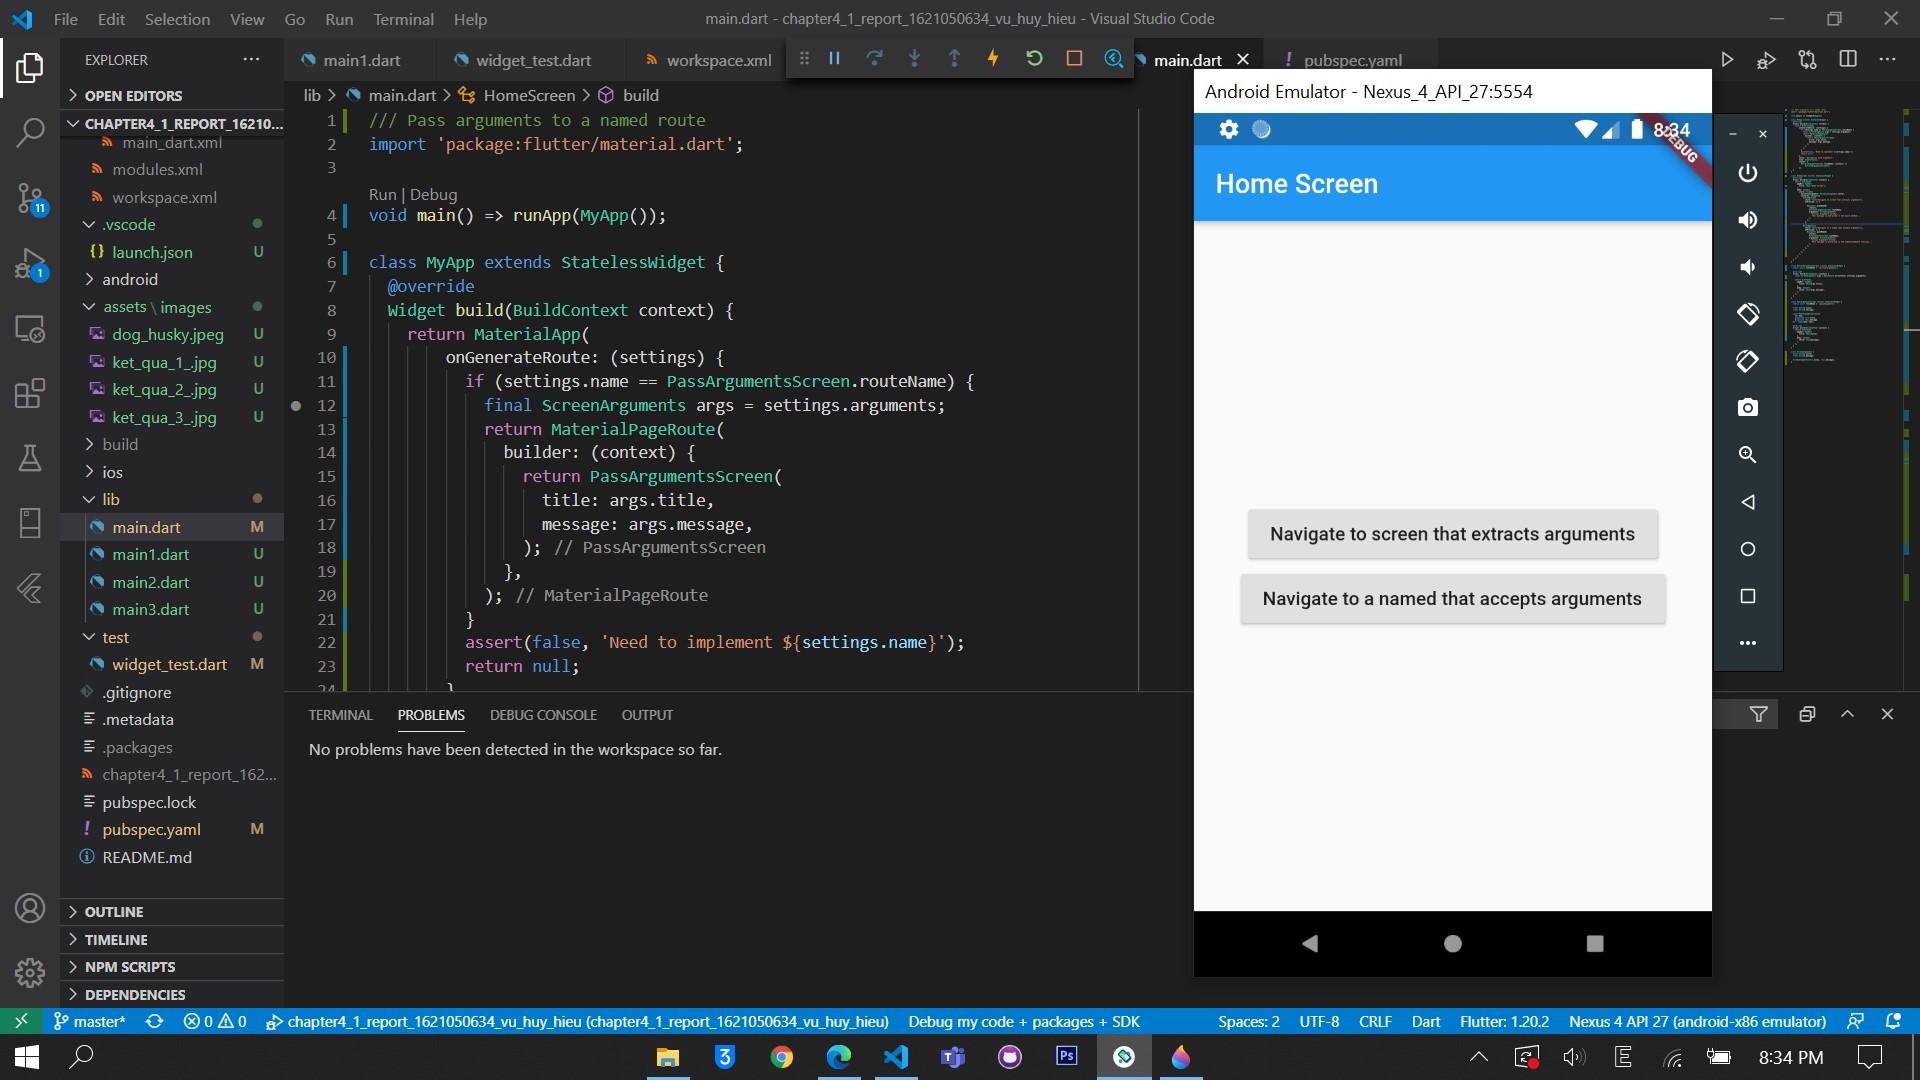 File Edit Selection View Go Run Terminal Help
main.dart - chapter4_1_report_1621050634_vu_huy_hieu - Visual Studio Code
EXPLORER
main1.dart
widget_test.dart
workspace.xml
main.dart
pubspec.yaml
OPEN EDITORS
CHAPTER4_1_REPORT_16210...
main_dart.xml
modules.xml
workspace.xml
.vscode
launch.json U
android
assets \ images
dog_husky.jpeg U
ket_qua_1_.jpg U
ket_qua_2_.jpg U
ket_qua_3_.jpg U
build
ios
lib
main.dart M
main1.dart U
main2.dart U
main3.dart U
test
widget_test.dart M
.gitignore
.metadata
.packages
chapter4_1_report_162...
pubspec.lock
pubspec.yaml M
README.md
OUTLINE
TIMELINE
NPM SCRIPTS
DEPENDENCIES
11
1
lib > main.dart > HomeScreen > build
1 /// Pass arguments to a named route
2 import 'package:flutter/material.dart';
3
Run | Debug
4 void main() => runApp(MyApp());
5
6 class MyApp extends StatelessWidget {
7 @override
8 Widget build(BuildContext context) {
9 return MaterialApp(
10 onGenerateRoute: (settings) {
11 if (settings.name == PassArgumentsScreen.routeName) {
12 final ScreenArguments args = settings.arguments;
13 return MaterialPageRoute(
14 builder: (context) {
15 return PassArgumentsScreen(
16 title: args.title,
17 message: args.message,
18 ); // PassArgumentsScreen
19 },
20 ); // MaterialPageRoute
21 }
22 assert(false, 'Need to implement ${settings.name}');
23 return null;
24 }
TERMINAL PROBLEMS DEBUG CONSOLE OUTPUT
No problems have been detected in the workspace so far.
Android Emulator - Nexus_4_API_27:5554
8:34
DEBUG
Home Screen
Navigate to screen that extracts arguments
Navigate to a named that accepts arguments
master* 0 0 chapter4_1_report_1621050634_vu_huy_hieu (chapter4_1_report_1621050634_vu_huy_hieu) Debug my code + packages + SDK Spaces: 2 UTF-8 CRLF Dart Flutter: 1.20.2 Nexus 4 API 27 (android-x86 emulator)
3
Ps
E
8:34 PM